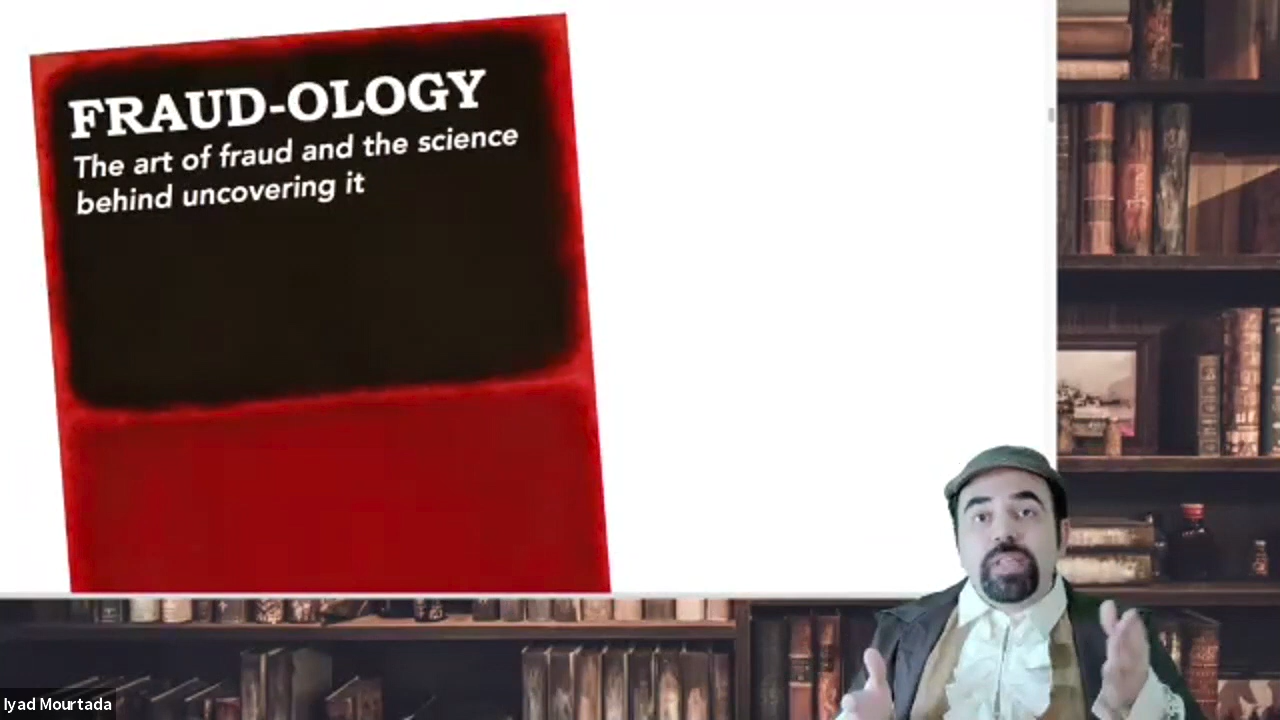 FRAUD-OLOGY
The art of fraud and the science
behind uncovering it
Iyad Mourtada